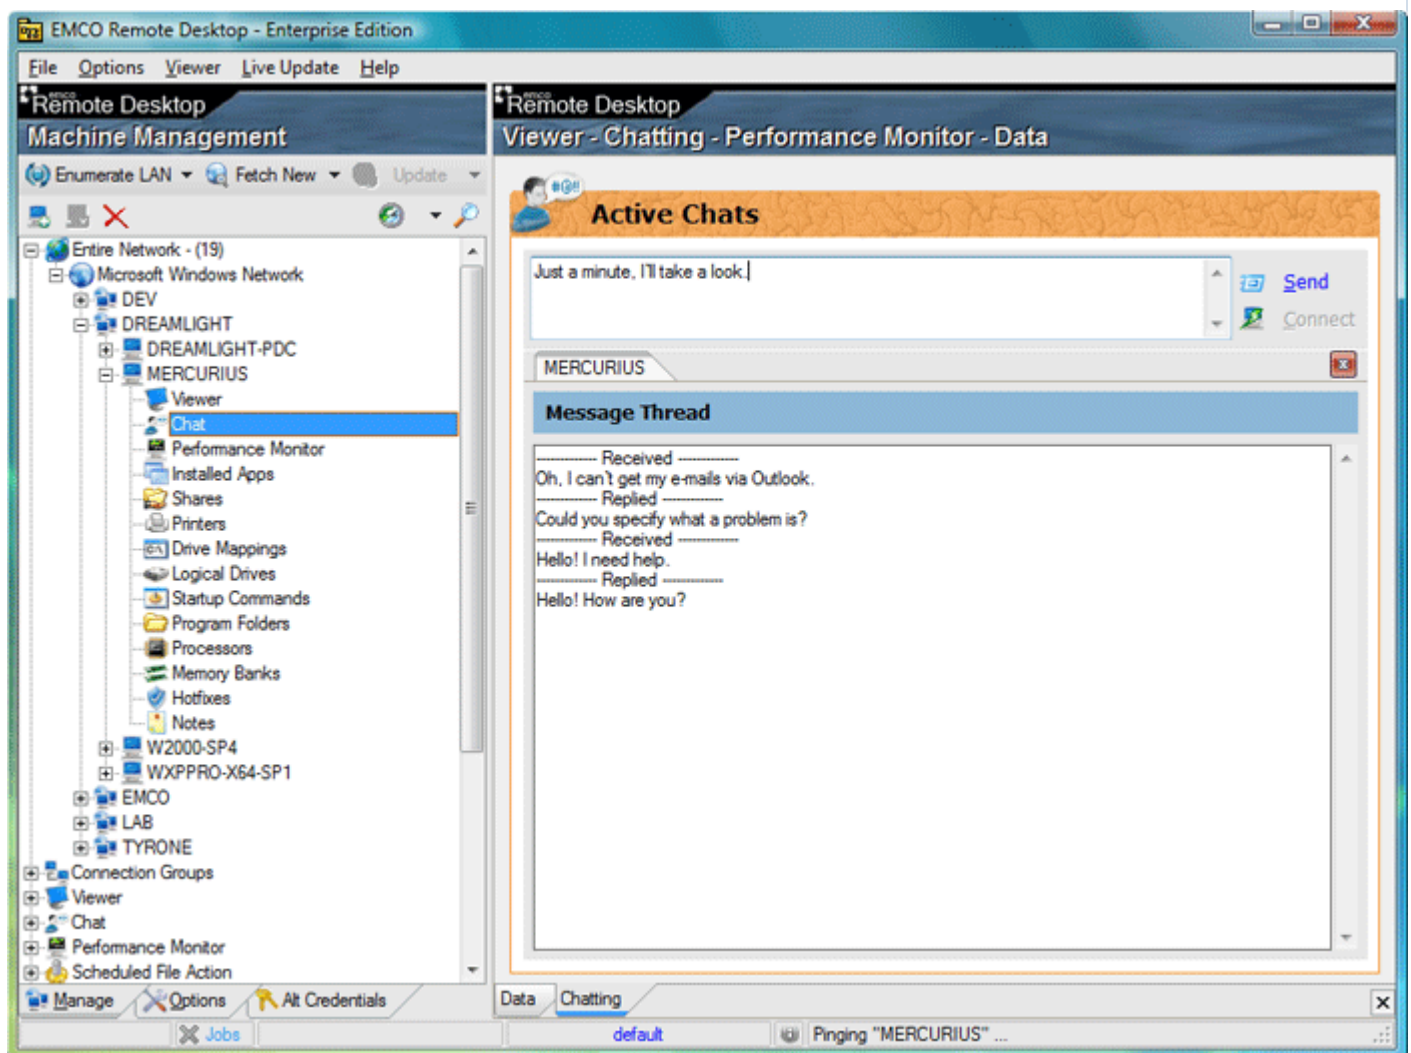 EMCO Remote Desktop - Enterprise Edition
File Options Viewer Live Update Help
emco
Remote Desktop
Machine Management
Enumerate LAN Fetch New Update
Entire Network - (19)
Microsoft Windows Network
DEV
DREAMLIGHT
DREAMLIGHT-PDC
MERCURIUS
Viewer
Chat
Performance Monitor
Installed Apps
Shares
Printers
Drive Mappings
Logical Drives
Startup Commands
Program Folders
Processors
Memory Banks
Hotfixes
Notes
W2000-SP4
WXPPRO-X64-SP1
EMCO
LAB
TYRONE
Connection Groups
Viewer
Chat
Performance Monitor
Scheduled File Action
Manage Options Alt Credentials
emco
Remote Desktop
Viewer - Chatting - Performance Monitor - Data
#@!!
Active Chats
Just a minute, I'll take a look.
Send
Connect
MERCURIUS
Message Thread
-------------- Received --------------
Oh, I can't get my e-mails via Outlook.
-------------- Replied --------------
Could you specify what a problem is?
-------------- Received --------------
Hello! I need help.
-------------- Replied --------------
Hello! How are you?
Data Chatting
Jobs default Pinging "MERCURIUS" ...